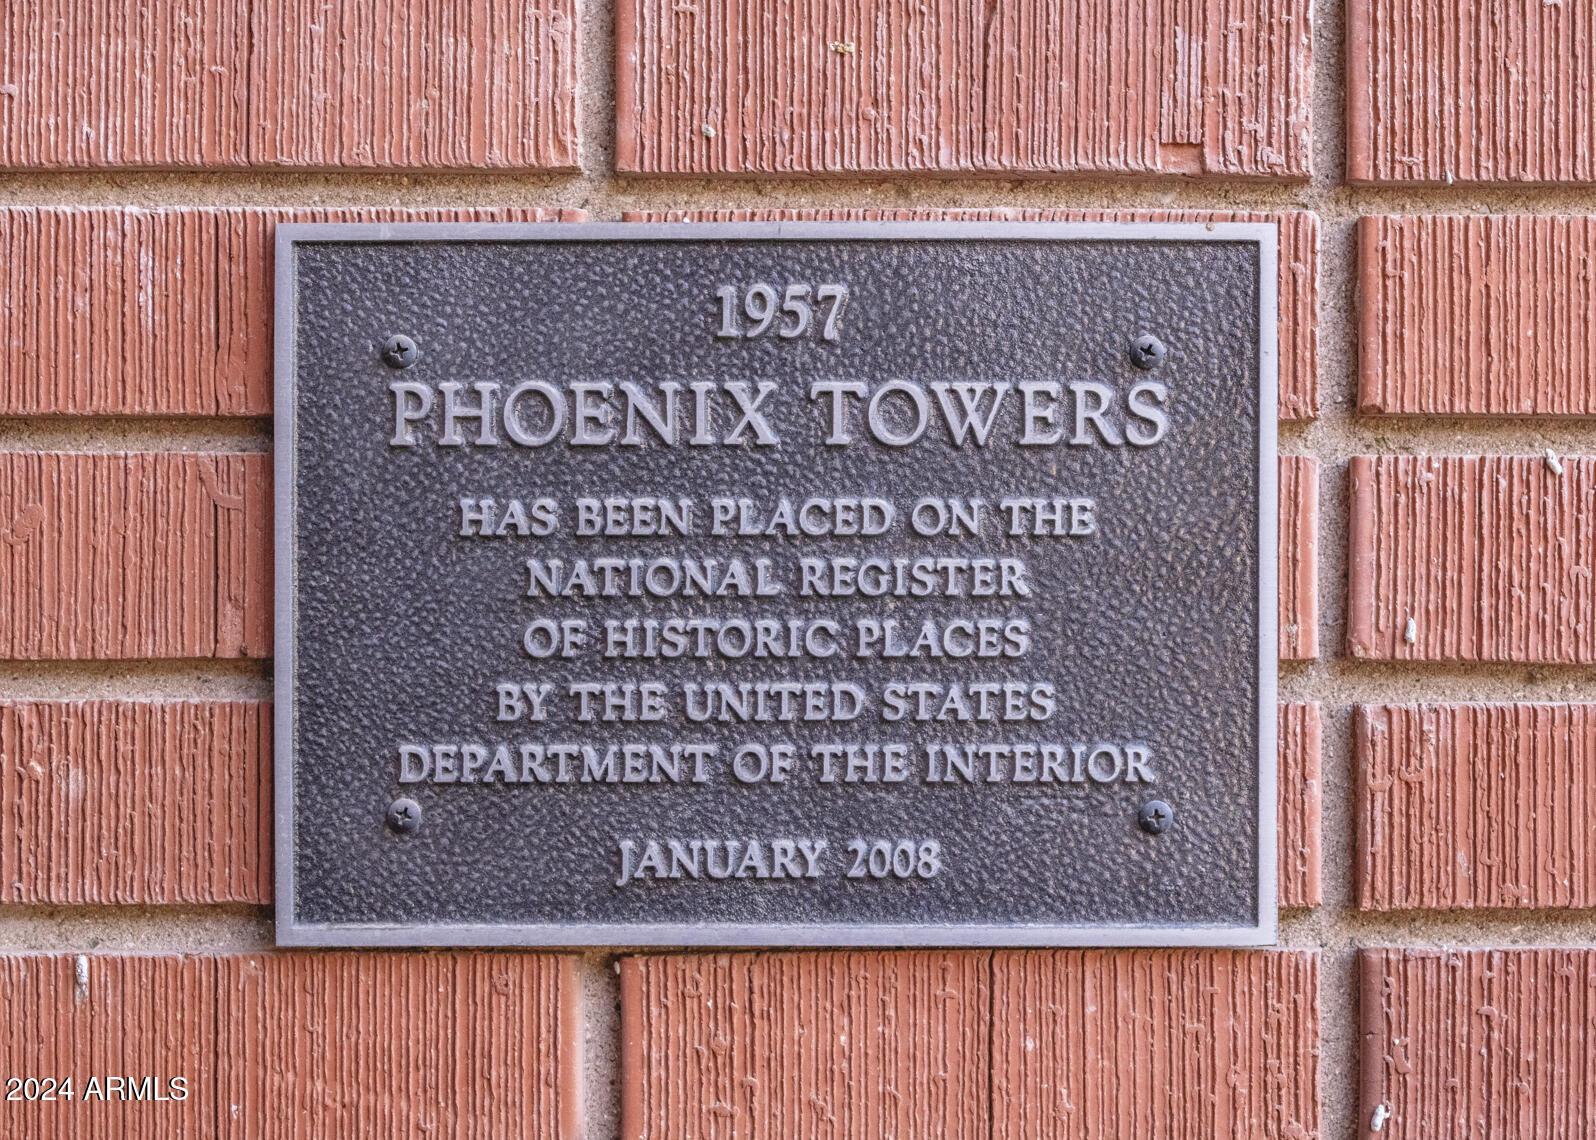 1957
PHOENIX TOWERS
HAS BEEN PLACED ON THE
NATIONAL REGISTER
OF HISTORIC PLACES
BY THE UNITED STATES
DEPARTMENT OF THE INTERIOR
JANUARY 2008
2024 ARMLS